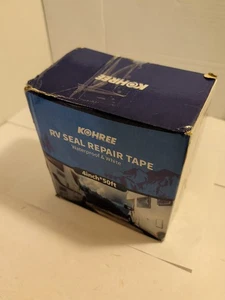 KOHREE
KOHREE
RV SEAL REPAIR TAPE
Waterproof & White
4inch*50ft